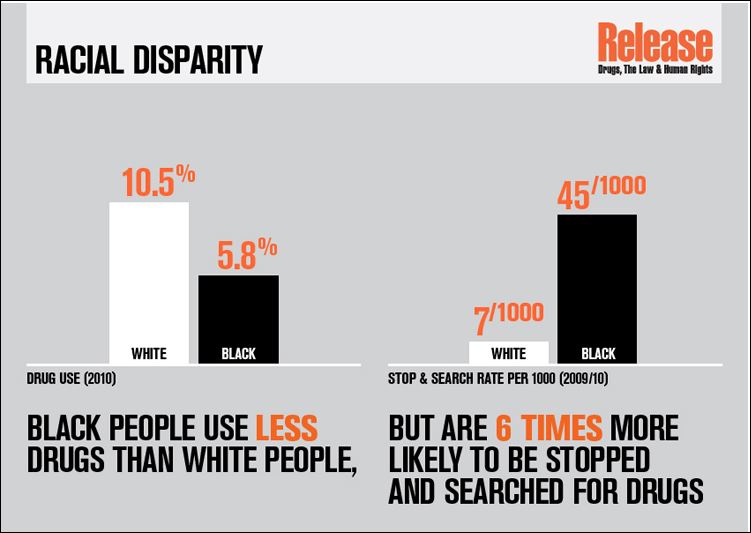 RACIAL DISPARITY
Release
Drugs, The Law & Human Rights
10.5%
5.8%
WHITE
BLACK
DRUG USE (2010)
BLACK PEOPLE USE LESS
DRUGS THAN WHITE PEOPLE,
45/1000
7/1000
WHITE
BLACK
STOP & SEARCH RATE PER 1000 (2009/10)
BUT ARE 6 TIMES MORE
LIKELY TO BE STOPPED
AND SEARCHED FOR DRUGS